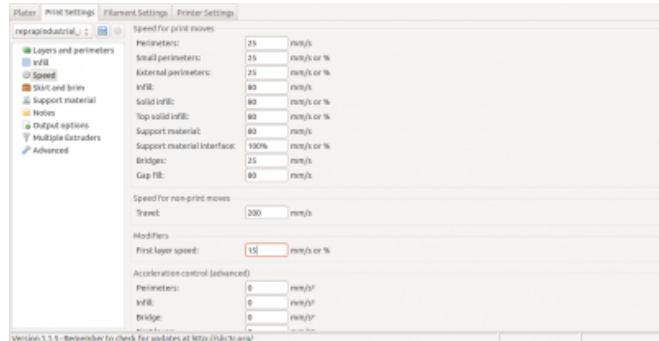 Plater Print Settings Filament Settings Printer Settings
reprapindustrial_
Layers and perimeters
Infill
Speed
Skirt and brim
Support material
Notes
Output options
Multiple Extruders
Advanced
Speed for print moves
Perimeters: 25 mm/s
Small perimeters: 25 mm/s or %
External perimeters: 25 mm/s or %
Infill: 80 mm/s
Solid infill: 80 mm/s or %
Top solid infill: 80 mm/s or %
Support material: 80 mm/s
Support material interface: 100% mm/s or %
Bridges: 25 mm/s
Gap fill: 80 mm/s
Speed for non-print moves
Travel: 200 mm/s
Modifiers
First layer speed: 15 mm/s or %
Acceleration control (advanced)
Perimeters: 0 mm/s²
Infill: 0 mm/s²
Bridge: 0 mm/s²
Version 1.1.5 - Remember to check for updates at http://slic3r.org/